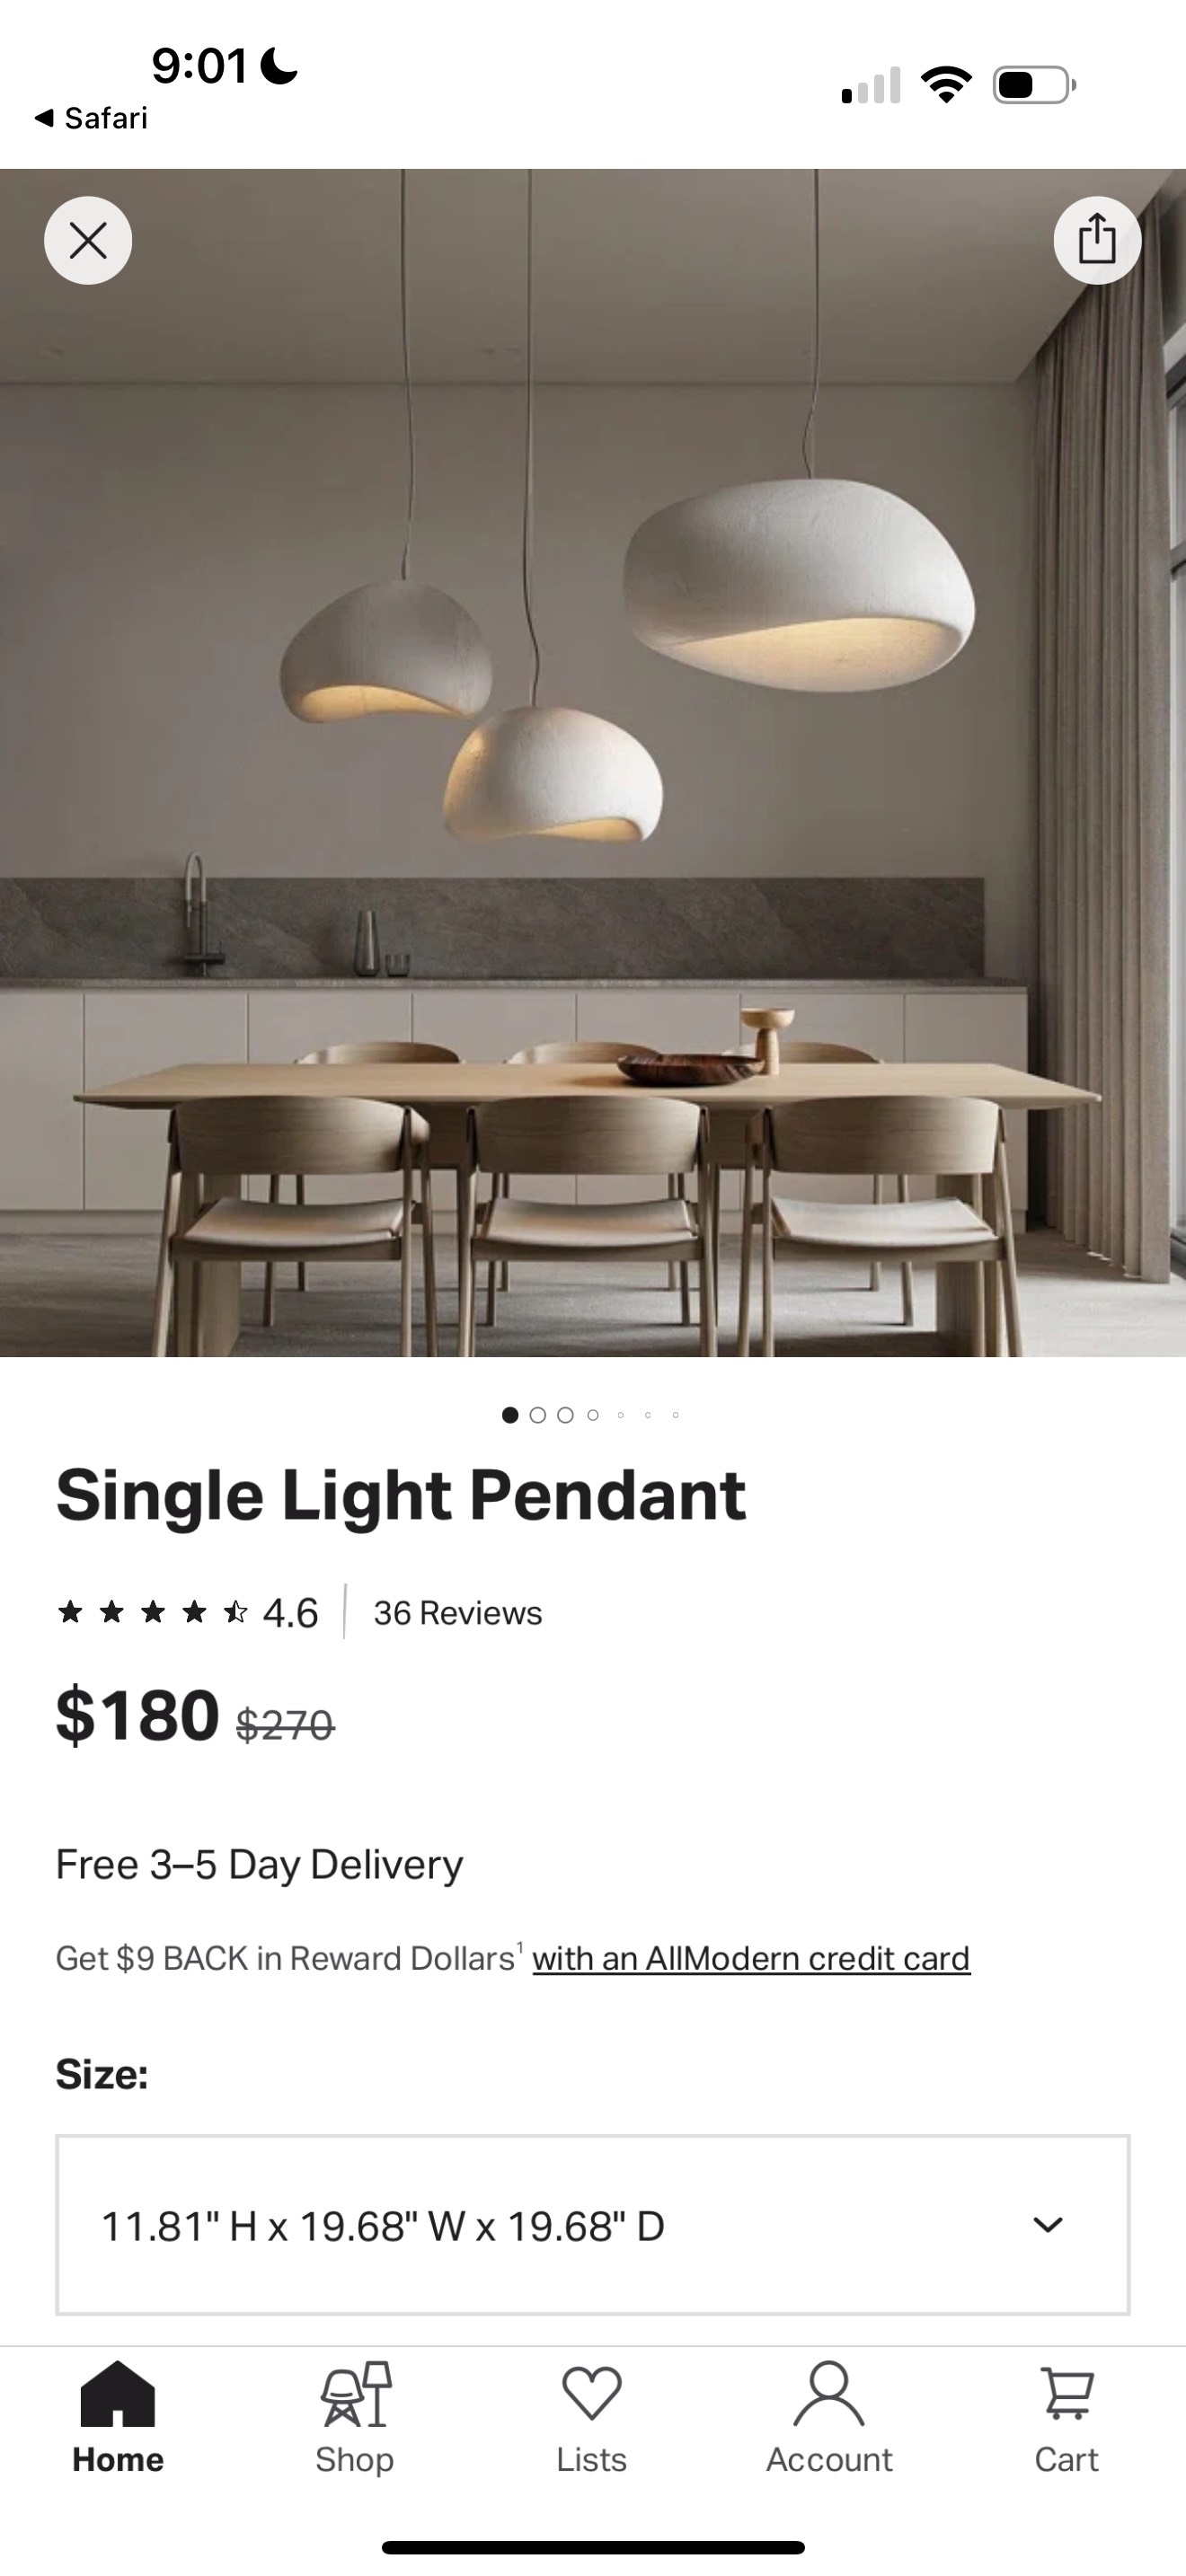 9:01
Safari
Single Light Pendant
4.6
36 Reviews
$180 $270
Free 3–5 Day Delivery
Get $9 BACK in Reward Dollars¹ with an AllModern credit card
Size:
11.81" H x 19.68" W x 19.68" D
Home
Shop
Lists
Account
Cart